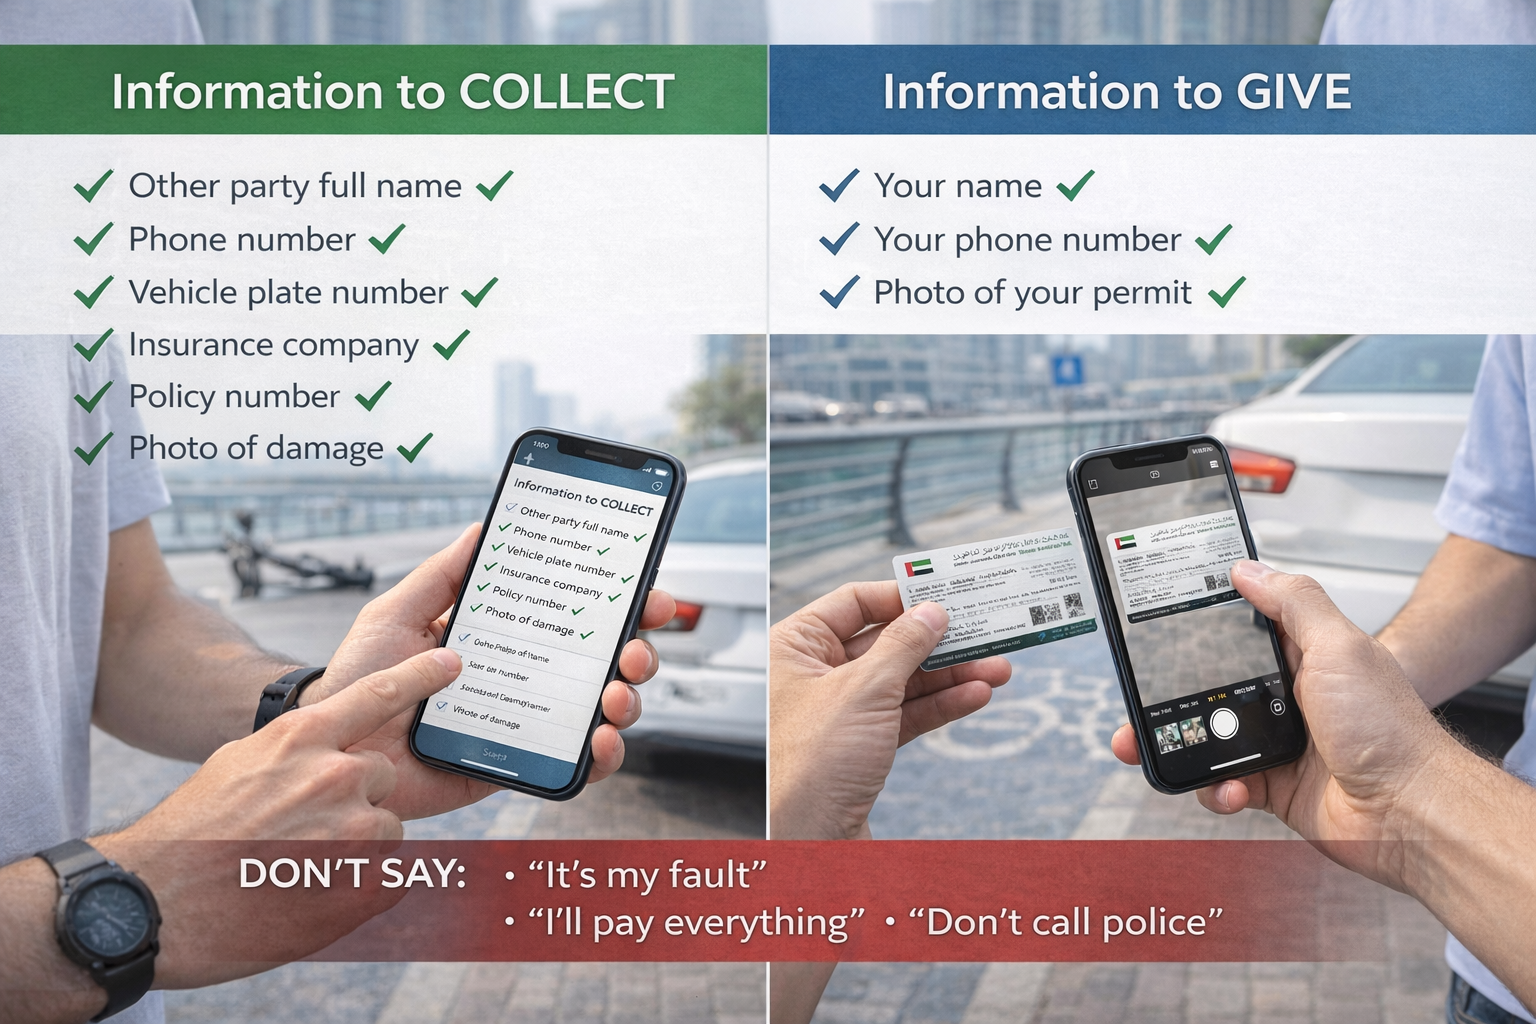 Information to COLLECT
Other party full name
Phone number
Vehicle plate number
Insurance company
Policy number
Photo of damage
Information to GIVE
Your name
Your phone number
Photo of your permit
Information to COLLECT
Other party full name
Phone number
Vehicle plate number
Insurance company
Policy number
Photo of damage
of damage
DON'T SAY:
• “It's my fault”
• “I'll pay everything” • “Don't call police”